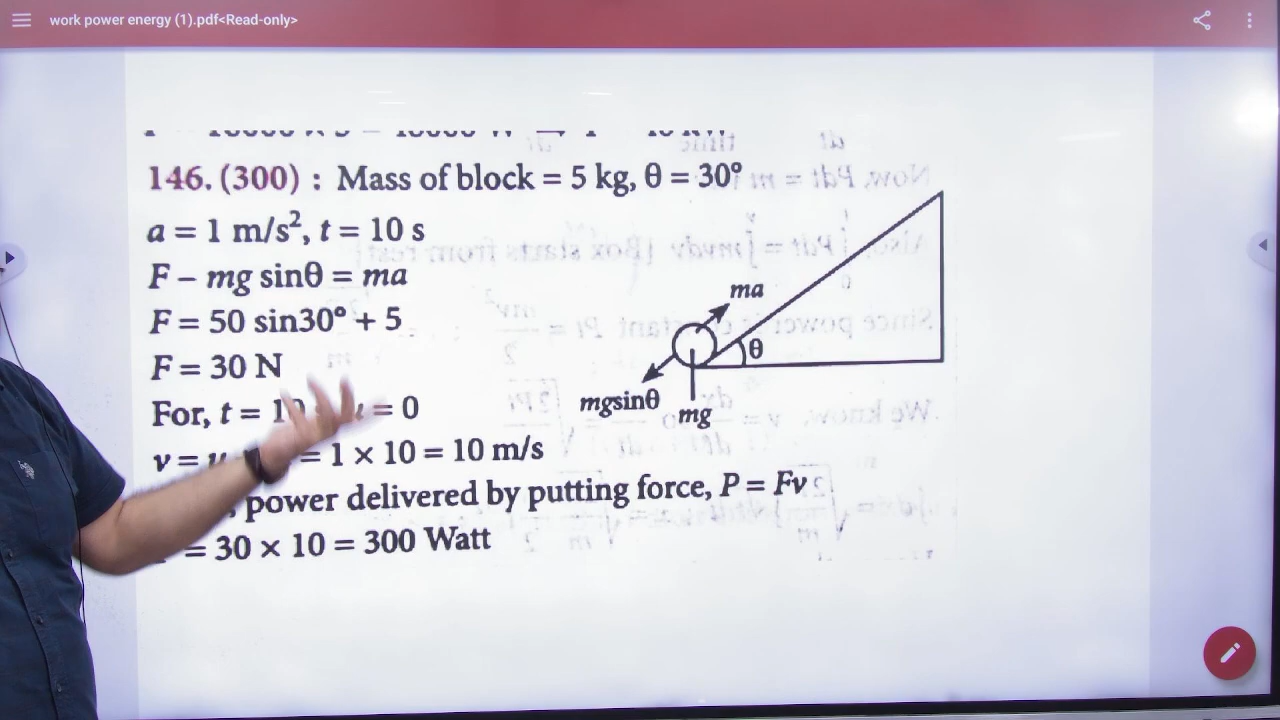 work power energy (1).pdf<Read-only>
146. (300) : Mass of block = 5 kg, θ = 30°
a = 1 m/s², t = 10 s
F – mg sinθ = ma
F = 50 sin30° + 5
F = 30 N
For, t = = 0
v = = 1 × 10 = 10 m/s
power delivered by putting force, P = Fv
= 30 × 10 = 300 Watt
ma
θ
mgsinθ
mg